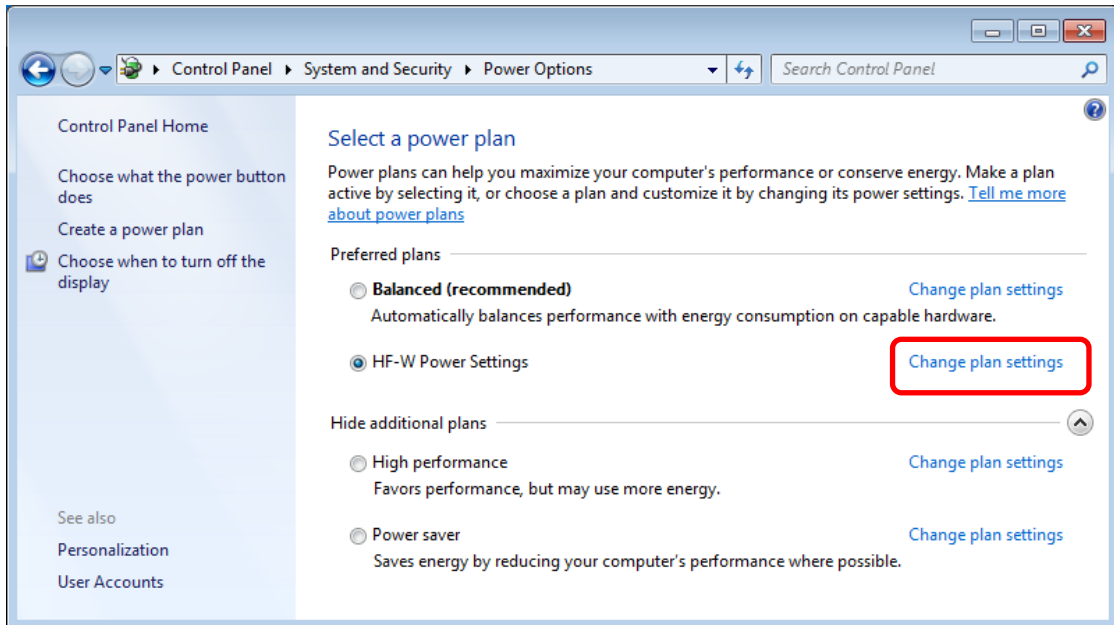 Control Panel System and Security Power Options
Search Control Panel
Control Panel Home
Choose what the power button
does
Create a power plan
Choose when to turn off the
display
See also
Personalization
User Accounts
Select a power plan
Power plans can help you maximize your computer's performance or conserve energy. Make a plan
active by selecting it, or choose a plan and customize it by changing its power settings. Tell me more
about power plans
Preferred plans
Balanced (recommended) Change plan settings
Automatically balances performance with energy consumption on capable hardware.
HF-W Power Settings Change plan settings
Hide additional plans
High performance Change plan settings
Favors performance, but may use more energy.
Power saver Change plan settings
Saves energy by reducing your computer's performance where possible.